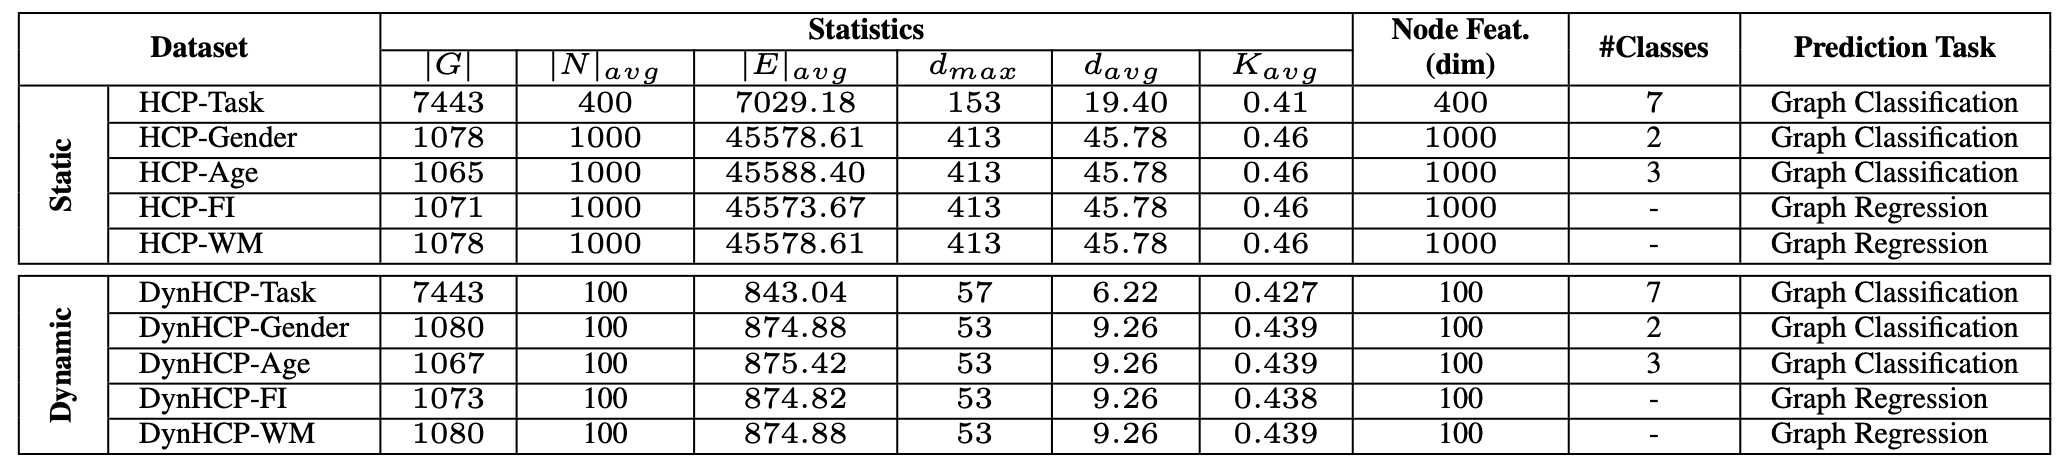 Dataset Statistics Node Feat. (dim) #Classes Prediction Task
|G| |N|avg |E|avg dmax davg Kavg
Static
HCP-Task 7443 400 7029.18 153 19.40 0.41 400 7 Graph Classification
HCP-Gender 1078 1000 45578.61 413 45.78 0.46 1000 2 Graph Classification
HCP-Age 1065 1000 45588.40 413 45.78 0.46 1000 3 Graph Classification
HCP-FI 1071 1000 45573.67 413 45.78 0.46 1000 - Graph Regression
HCP-WM 1078 1000 45578.61 413 45.78 0.46 1000 - Graph Regression
Dynamic
DynHCP-Task 7443 100 843.04 57 6.22 0.427 100 7 Graph Classification
DynHCP-Gender 1080 100 874.88 53 9.26 0.439 100 2 Graph Classification
DynHCP-Age 1067 100 875.42 53 9.26 0.439 100 3 Graph Classification
DynHCP-FI 1073 100 874.82 53 9.26 0.438 100 - Graph Regression
DynHCP-WM 1080 100 874.88 53 9.26 0.439 100 - Graph Regression